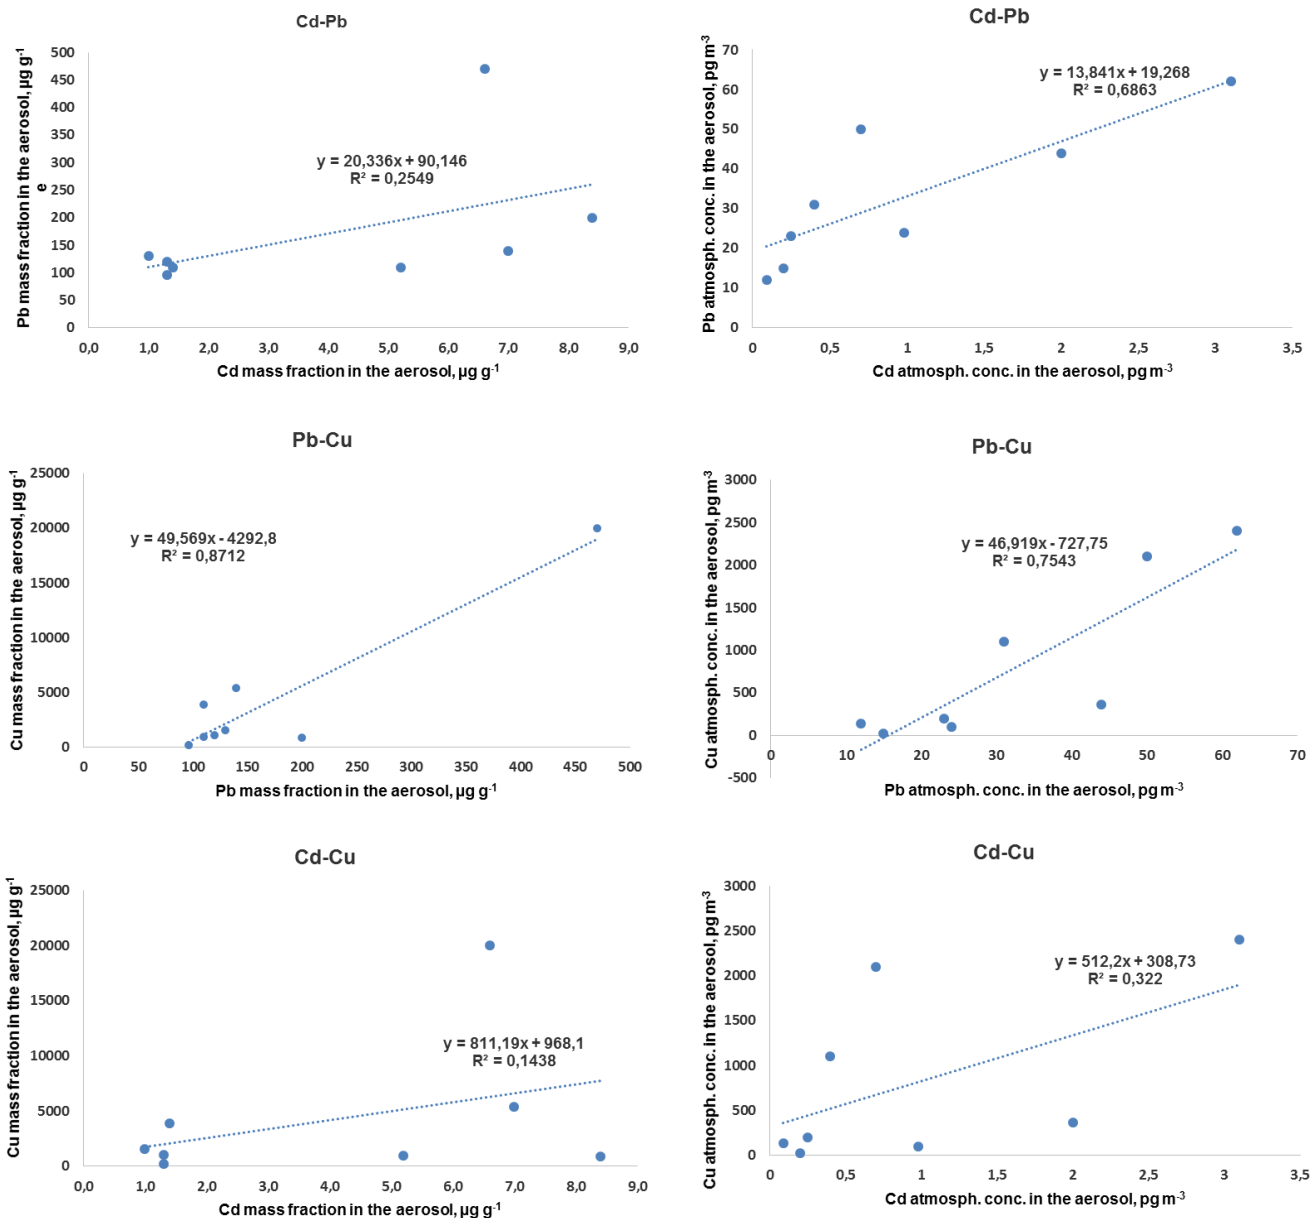 Cd-Pb
Pb mass fraction in the aerosol, µg g-1
e
500
450
400
350
300
250
200
150
100
50
0
y = 20,336x + 90,146
R² = 0,2549
0,0 1,0 2,0 3,0 4,0 5,0 6,0 7,0 8,0 9,0
Cd mass fraction in the aerosol, µg g-1
Cd-Pb
Pb atmosph. conc. in the aerosol, pg m-3
70
60
50
40
30
20
10
0
y = 13,841x + 19,268
R² = 0,6863
0 0,5 1 1,5 2 2,5 3 3,5
Cd atmosph. conc. in the aerosol, pg m-3
Pb-Cu
Cu mass fraction in the aerosol, µg g-1
25000
20000
15000
10000
5000
0
y = 49,569x - 4292,8
R² = 0,8712
0 50 100 150 200 250 300 350 400 450 500
Pb mass fraction in the aerosol, µg g-1
Pb-Cu
Cu atmosph. conc. in the aerosol, pg m-3
3000
2500
2000
1500
1000
500
0
-500
y = 46,919x - 727,75
R² = 0,7543
0 10 20 30 40 50 60 70
Pb atmosph. conc. in the aerosol, pg m-3
Cd-Cu
Cu mass fraction in the aerosol, µg g-1
25000
20000
15000
10000
5000
0
y = 811,19x + 968,1
R² = 0,1438
0,0 1,0 2,0 3,0 4,0 5,0 6,0 7,0 8,0 9,0
Cd mass fraction in the aerosol, µg g-1
Cd-Cu
Cu atmosph. conc. in the aerosol, pg m-3
3000
2500
2000
1500
1000
500
0
y = 512,2x + 308,73
R² = 0,322
0 0,5 1 1,5 2 2,5 3 3,5
Cd atmosph. conc. in the aerosol, pg m-3